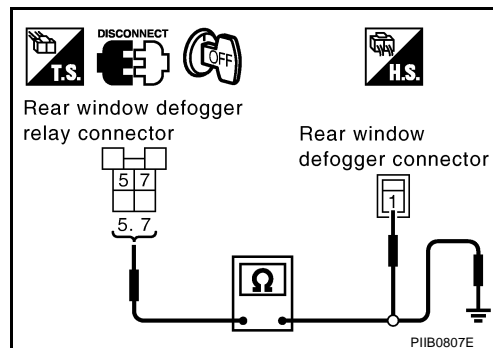 DISCONNECT
T.S.
OFF
H.S.
Rear window defogger
relay connector
Rear window
defogger connector
5 7
1
5. 7
Ω
PIIB0807E